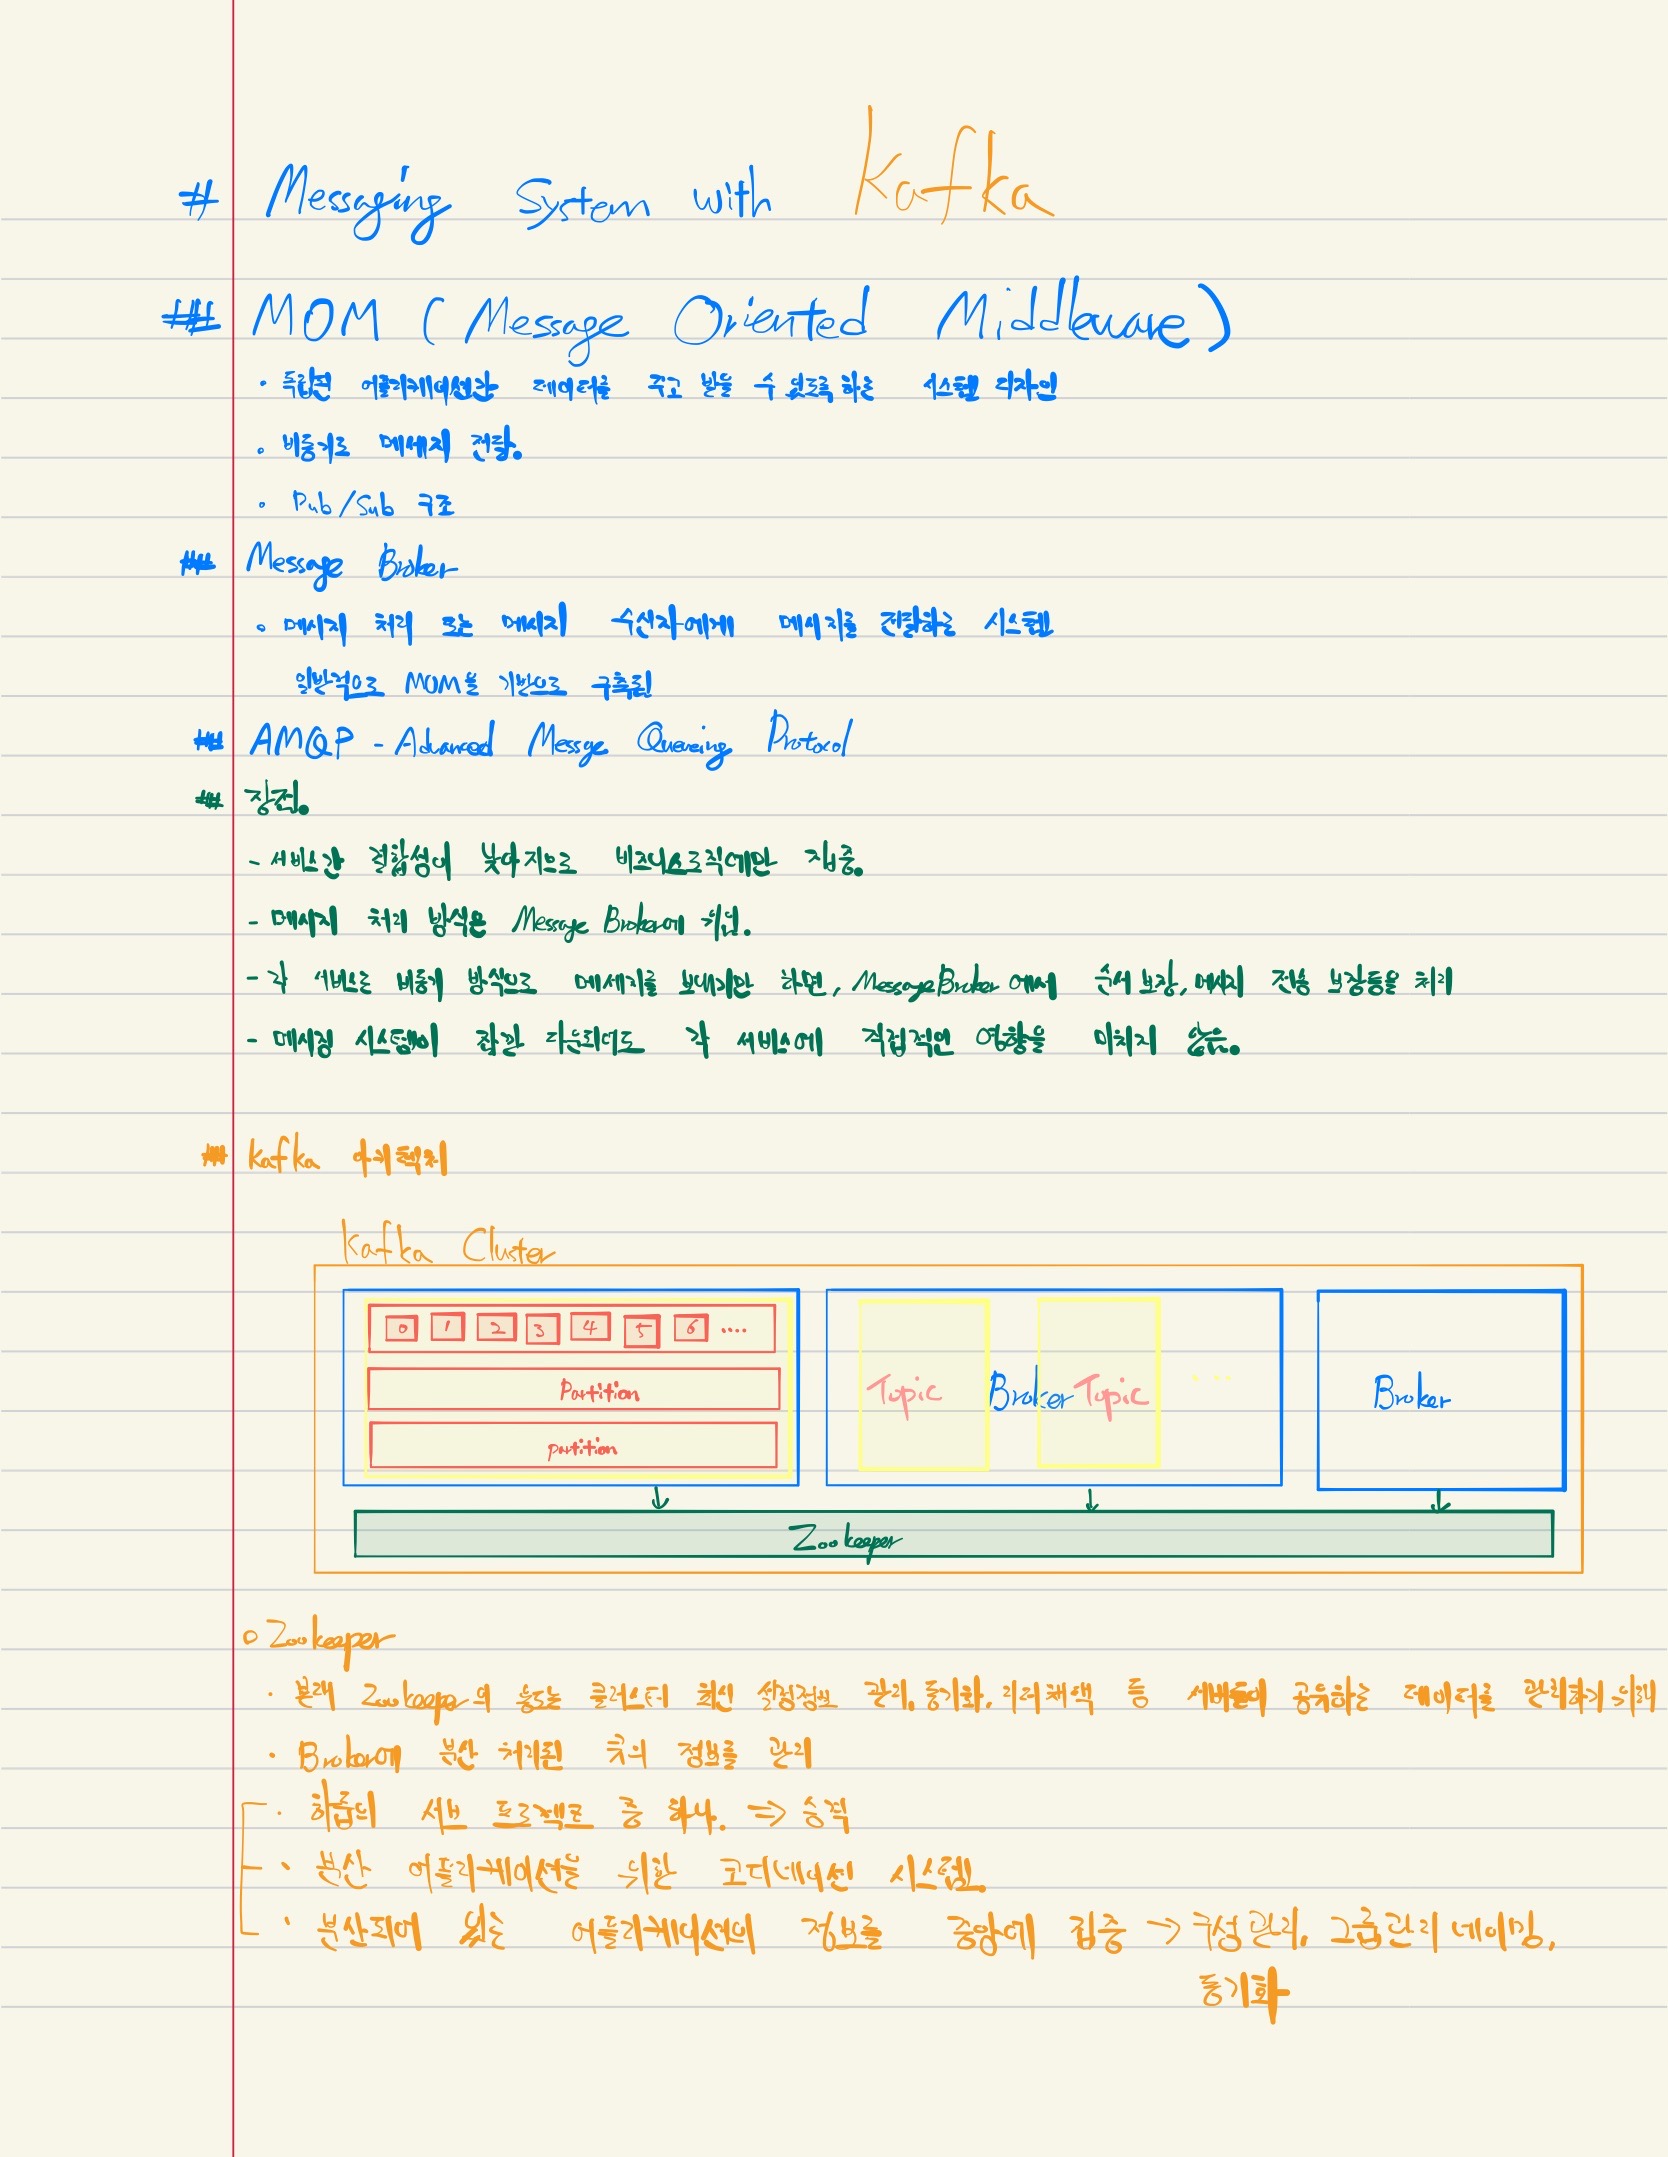 # Messaging System with Kafka
## MOM ( Message Oriented Middleware )
· 독립된 어플리케이션간 데이터를 주고 받을 수 있도록하는 시스템 디자인
· 비동기로 메세지 전달.
· Pub/Sub 구조
## Message Broker
· 메시지 처리 또는 메시지 수신자에게 메시지를 전달하는 시스템
일반적으로 MOM을 기반으로 구축됨
## AMQP - Advanced Messge Queueing Protocol
## 장점.
- 서비스간 결합성이 낮아지므로 비즈니스로직에만 집중.
- 메시지 처리 방식은 Message Broker에 위임.
- 각 서비스는 비동기 방식으로 메세지를 보내기만 하면, Message Broker에서 순서 보장, 메시지 전송 보장등을 처리
- 메시징 시스템이 잠깐 다운되어도 각 서비스에 직접적인 영향을 미치지 않음.
## Kafka 아키텍처
Kafka Cluster
0 1 2 3 4 5 6 ....
Partition
partition
Topic Broker Topic ...
Broker
Zookeeper
o Zookeeper
· 본래 Zookeeper의 용도는 클러스터 최신 설정정보 관리, 동기화, 리더채택 등 서버들이 공유하는 데이터를 관리하기 위해
· Broker에 분산 처리된 큐의 정보를 관리
· 하둡의 서브 프로젝트 중 하나. => 승격
· 분산 어플리케이션을 위한 코디네이션 시스템.
· 분산되어 있는 어플리케이션의 정보를 중앙에 집중 → 구성관리, 그룹관리 네이밍,
동기화